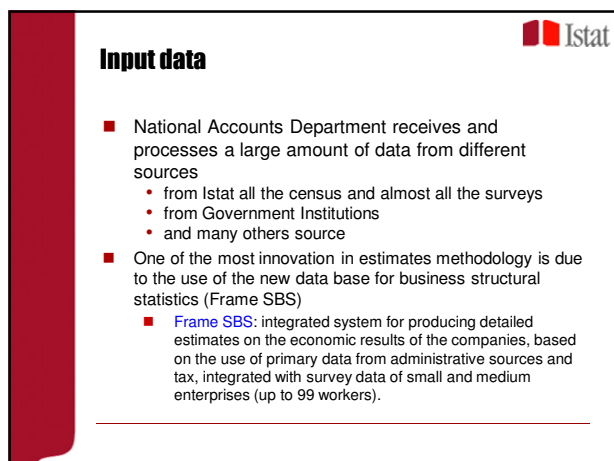 Istat
Input data
National Accounts Department receives and
processes a large amount of data from different
sources
• from Istat all the census and almost all the surveys
• from Government Institutions
• and many others source
One of the most innovation in estimates methodology is due
to the use of the new data base for business structural
statistics (Frame SBS)
Frame SBS: integrated system for producing detailed
estimates on the economic results of the companies, based
on the use of primary data from administrative sources and
tax, integrated with survey data of small and medium
enterprises (up to 99 workers).